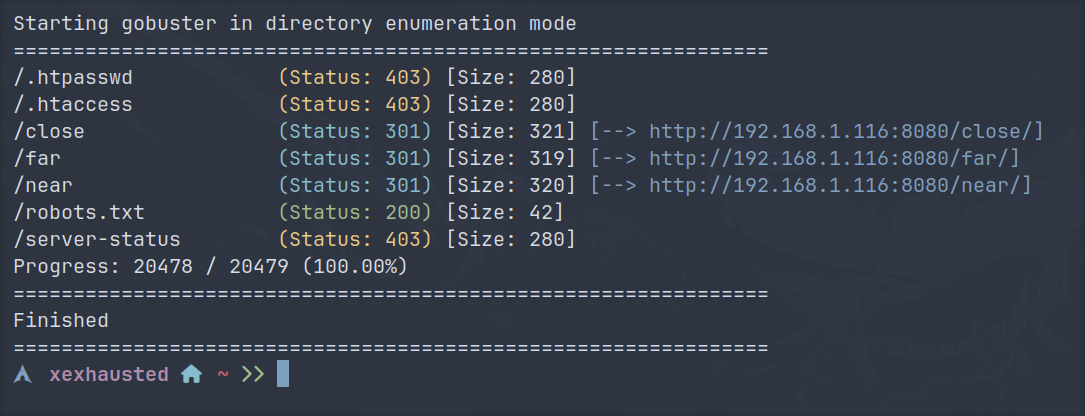 Starting gobuster in directory enumeration mode
===============================================================
/.htpasswd            (Status: 403) [Size: 280]
/.htaccess            (Status: 403) [Size: 280]
/close                (Status: 301) [Size: 321] [--> http://192.168.1.116:8080/close/]
/far                  (Status: 301) [Size: 319] [--> http://192.168.1.116:8080/far/]
/near                 (Status: 301) [Size: 320] [--> http://192.168.1.116:8080/near/]
/robots.txt           (Status: 200) [Size: 42]
/server-status        (Status: 403) [Size: 280]
Progress: 20478 / 20479 (100.00%)
===============================================================
Finished
===============================================================
xexhausted ~ >>